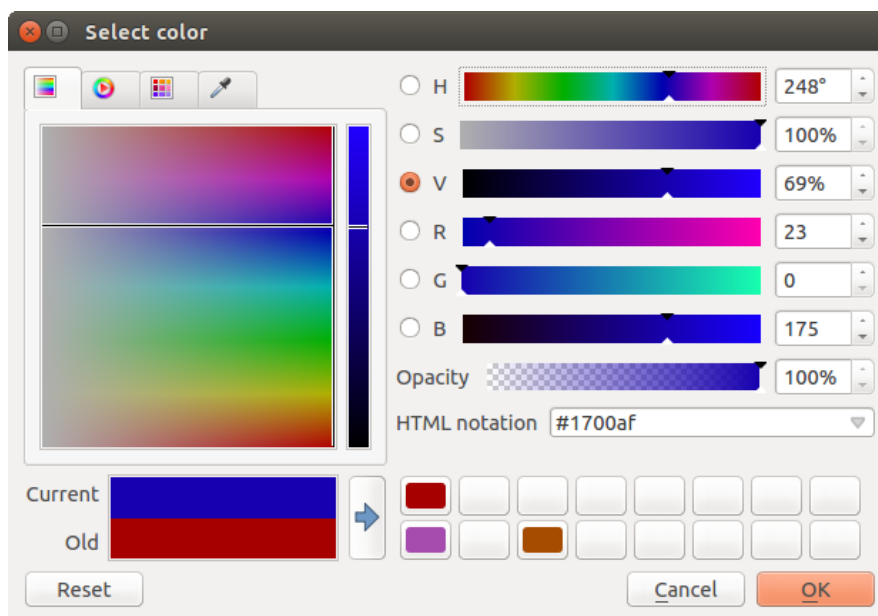 Select color
H 248°
S 100%
V 69%
R 23
G 0
B 175
Opacity 100%
HTML notation #1700af
Current
Old
Reset Cancel OK